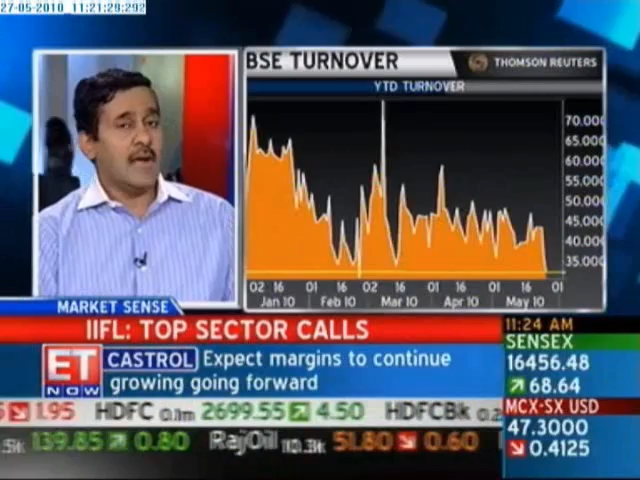 27-05-2010_11:21:29:292
BSE TURNOVER
THOMSON REUTERS
YTD TURNOVER
70.000
65.000
60.000
55.000
50.000
45.000
40.000
35.000
02 16 01 16 02 16 01 16 01 16 01
Jan 10 Feb 10 Mar 10 Apr 10 May 10
MARKET SENSE
IIFL: TOP SECTOR CALLS
ET NOW
CASTROL Expect margins to continue
growing going forward
11:24 AM
SENSEX
16456.48
68.64
MCX-SX USD
47.3000
0.4125
1.95 HDFC 0.1m 2699.55 4.50 HDFCBk
139.85 0.80 RajOil 110.3k 51.80 0.60